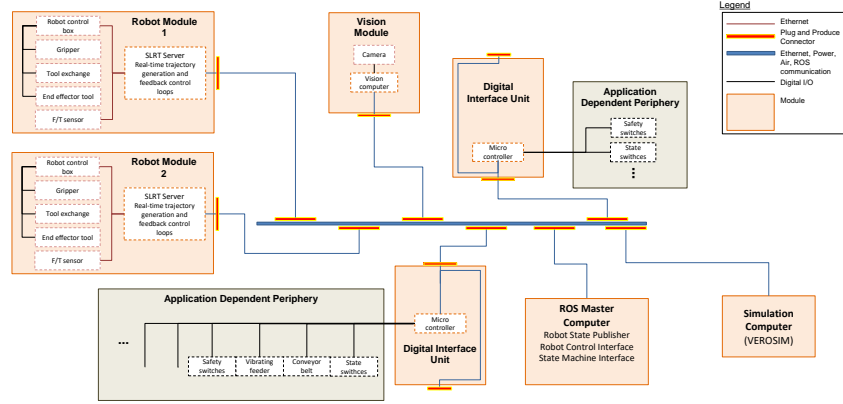 Legend
Ethernet
Plug and Produce
Connector
Ethernet, Power,
Air, ROS
communication
Digital I/O
Module
Robot Module
1
Robot control
box
Gripper
Tool exchange
End effector tool
F/T sensor
SLRT Server
Real-time trajectory
generation and
feedback control
loops
Vision
Module
Camera
Vision
computer
Digital
Interface Unit
Micro
controller
Application
Dependent Periphery
Safety
switches
State
swithces
Robot Module
2
Robot control
box
Gripper
Tool exchange
End effector tool
F/T sensor
SLRT Server
Real-time trajectory
generation and
feedback control
loops
Application Dependent Periphery
...
Safety
switches
Vibrating
feeder
Conveyor
belt
State
swithces
Micro
controller
Digital Interface
Unit
ROS Master
Computer
Robot State Publisher
Robot Control Interface
State Machine Interface
Simulation
Computer
(VEROSIM)